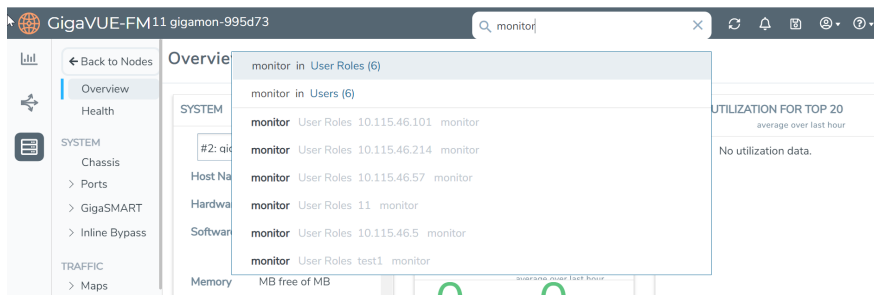 GigaVUE-FM11 gigamon-995d73
monitor
Back to Nodes
Overview
Health
SYSTEM
Chassis
Ports
GigaSMART
Inline Bypass
TRAFFIC
Maps
Overvie
monitor in User Roles (6)
monitor in Users (6)
monitor User Roles 10.115.46.101 monitor
monitor User Roles 10.115.46.214 monitor
monitor User Roles 10.115.46.57 monitor
monitor User Roles 11 monitor
monitor User Roles 10.115.46.5 monitor
monitor User Roles test1 monitor
SYSTEM
Host Na
Hardwa
Softwar
Memory MB free of MB
average over last hour
UTILIZATION FOR TOP 20
average over last hour
No utilization data.